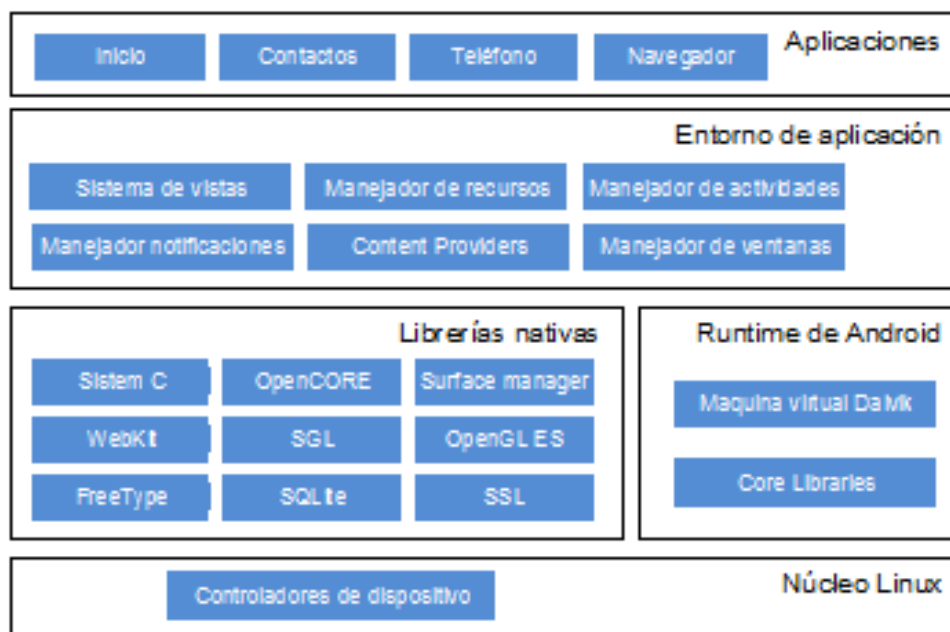 Aplicaciones
Inicio Contactos Teléfono Navegador
Entorno de aplicación
Sistema de vistas Manejador de recursos Manejador de actividades
Manejador notificaciones Content Providers Manejador de ventanas
Librerías nativas
Sistem C OpenCORE Surface manager
WebKit SGL OpenGL ES
FreeType SQLite SSL
Runtime de Android
Maquina virtual Dalvik
Core Libraries
Núcleo Linux
Controladores de dispositivo